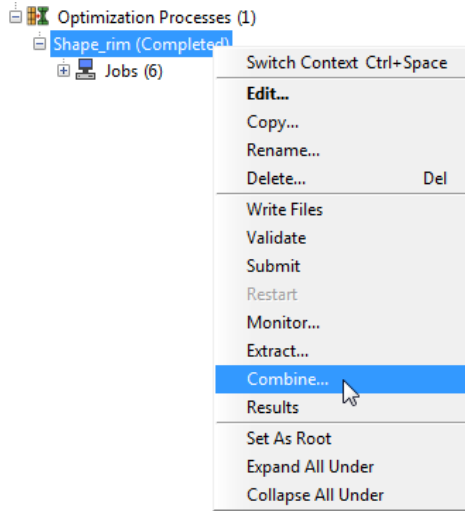 Optimization Processes (1)
Shape_rim (Completed)
Jobs (6)
Switch Context Ctrl+Space
Edit...
Copy...
Rename...
Delete... Del
Write Files
Validate
Submit
Restart
Monitor...
Extract...
Combine...
Results
Set As Root
Expand All Under
Collapse All Under